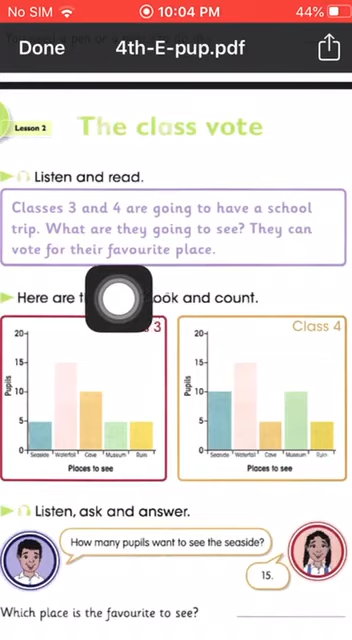 No SIM 10:04 PM 44%
Done 4th-E-pup.pdf
Lesson 2 The class vote
Listen and read.
Classes 3 and 4 are going to have a school
trip. What are they going to see? They can
vote for their favourite place.
Here are and count.
3
20
15
10
5
0
Pupils
Seaside Waterfall Cave Museum Ruin
Places to see
Class 4
20
15
10
5
0
Pupils
Seaside Waterfall Cave Museum Ruin
Places to see
Listen, ask and answer.
How many pupils want to see the seaside?
15.
Which place is the favourite to see?